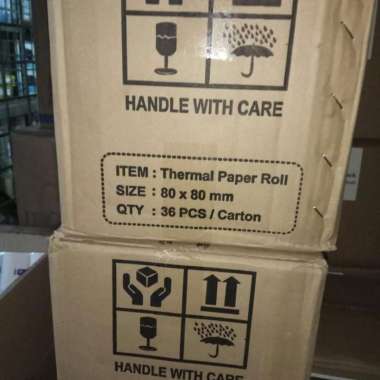 HANDLE WITH CARE
ITEM : Thermal Paper Roll
SIZE : 80 x 80 mm
QTY : 36 PCS / Carton
HANDLE WITH CARE